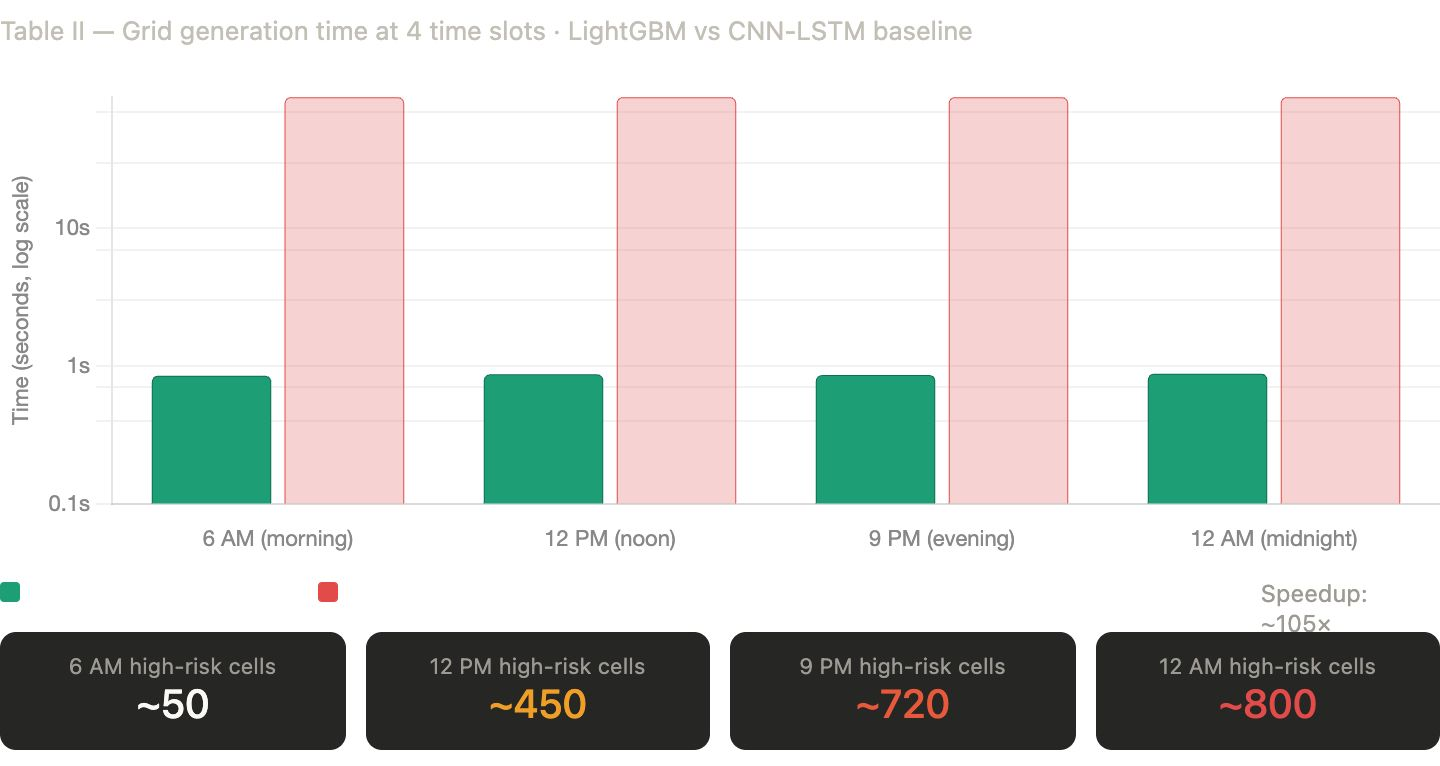 Table II — Grid generation time at 4 time slots · LightGBM vs CNN-LSTM baseline
Time (seconds, log scale)
10s
1s
0.1s
6 AM (morning)
12 PM (noon)
9 PM (evening)
12 AM (midnight)
Speedup:
~105×
6 AM high-risk cells
~50
12 PM high-risk cells
~450
9 PM high-risk cells
~720
12 AM high-risk cells
~800